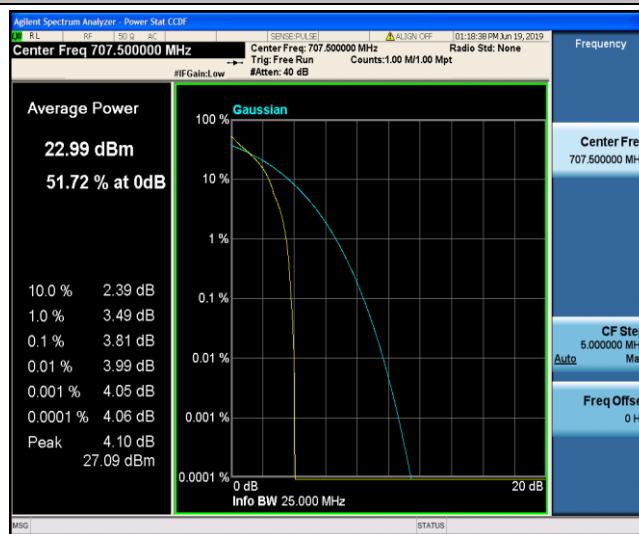 Agilent Spectrum Analyzer - Power Stat CCDF
RL RF 50 Ω AC SENSE:PULSE ALIGN OFF 01:18:38 PM Jun 19, 2019
Center Freq 707.500000 MHz
Center Freq: 707.500000 MHz Radio Std: None
Trig: Free Run Counts:1.00 M/1.00 Mpt
#IFGain:Low #Atten: 40 dB
Frequency
Average Power
22.99 dBm
51.72 % at 0dB
10.0 % 2.39 dB
1.0 % 3.49 dB
0.1 % 3.81 dB
0.01 % 3.99 dB
0.001 % 4.05 dB
0.0001 % 4.06 dB
Peak 4.10 dB
27.09 dBm
Gaussian
100 %
10 %
1 %
0.1 %
0.01 %
0.001 %
0.0001 %
0 dB 20 dB
Info BW 25.000 MHz
Center Fre
707.500000 MH
CF Ste
5.000000 MH
Auto Ma
Freq Offse
0 H
MSG STATUS